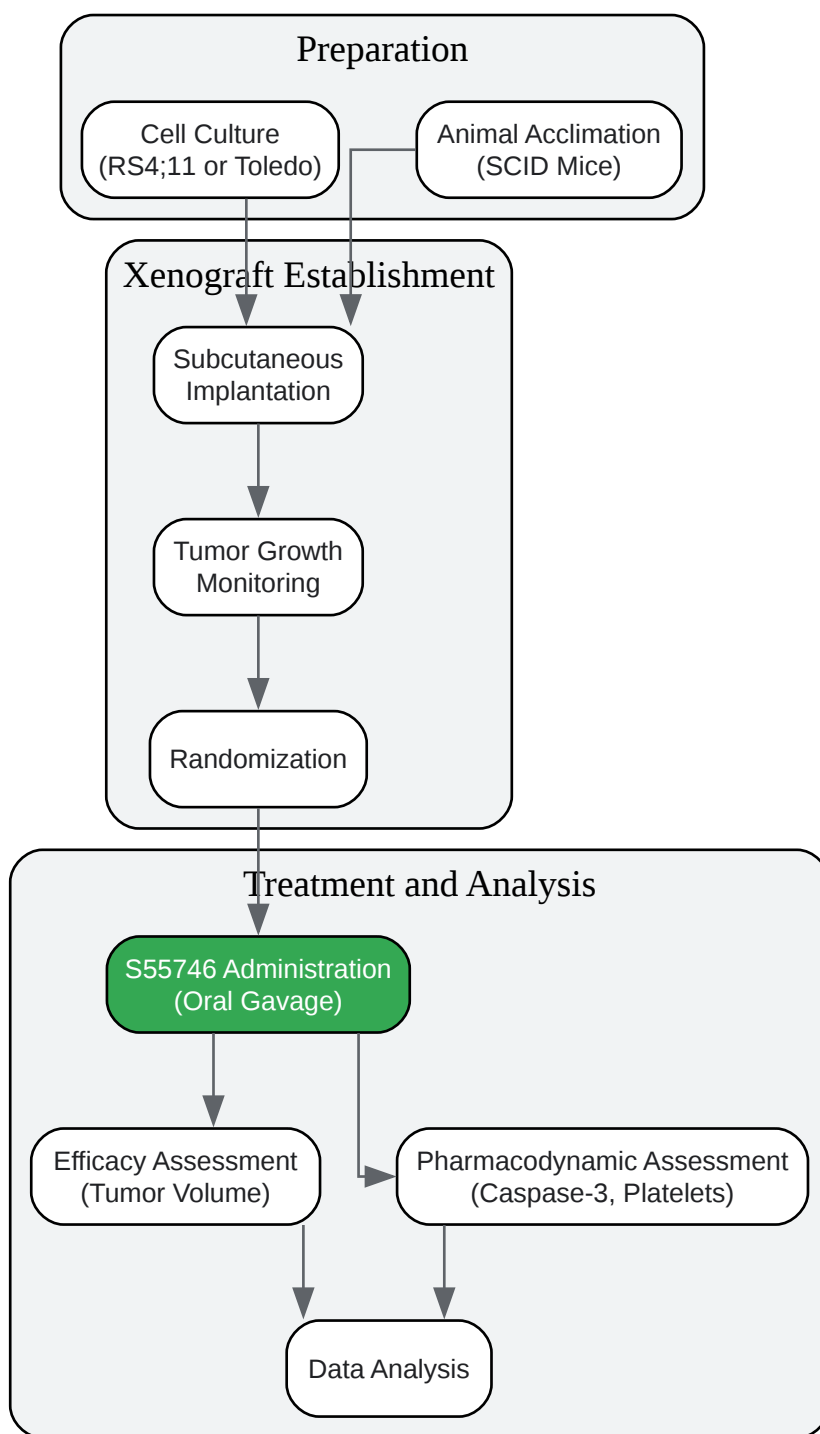 Preparation
Cell Culture
(RS4;11 or Toledo)
Animal Acclimation
(SCID Mice)
Xenograft Establishment
Subcutaneous
Implantation
Tumor Growth
Monitoring
Randomization
Treatment and Analysis
S55746 Administration
(Oral Gavage)
Efficacy Assessment
(Tumor Volume)
Pharmacodynamic Assessment
(Caspase-3, Platelets)
Data Analysis